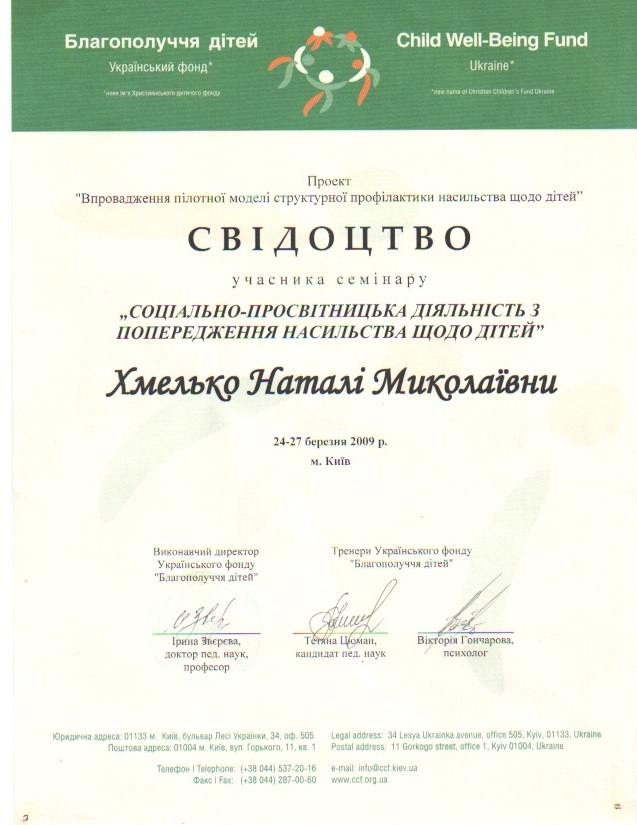 Благополуччя дітей
Український фонд*
*нове ім'я Християнського дитячого фонду
Child Well-Being Fund
Ukraine*
*new name of Christian Children's Fund Ukraine
Проект
"Впровадження пілотної моделі структурної профілактики насильства щодо дітей"
СВІДОЦТВО
учасника семінару
„СОЦІАЛЬНО-ПРОСВІТНИЦЬКА ДІЯЛЬНІСТЬ З
ПОПЕРЕДЖЕННЯ НАСИЛЬСТВА ЩОДО ДІТЕЙ”
Хмелько Наталі Миколаївни
24-27 березня 2009 р.
м. Київ
Виконавчий директор
Українського фонду
"Благополуччя дітей"
Тренери Українського фонду
"Благополуччя дітей"
Ірина Звєрєва,
доктор пед. наук,
професор
Тетяна Цюман,
кандидат пед. наук
Вікторія Гончарова,
психолог
Юридична адреса: 01133 м. Київ, бульвар Лесі Українки, 34, оф. 505
Поштова адреса: 01004 м. Київ, вул. Горького, 11, кв. 1
Телефон І Telephone: (+38 044) 537-20-16
Факс І Fax: (+38 044) 287-00-60
Legal address: 34 Lesya Ukrainka avenue, office 505, Kyiv, 01133, Ukraine
Postal address: 11 Gorkogo street, office 1, Kyiv 01004, Ukraine
e-mail: info@ccf.kiev.ua
www.ccf.org.ua